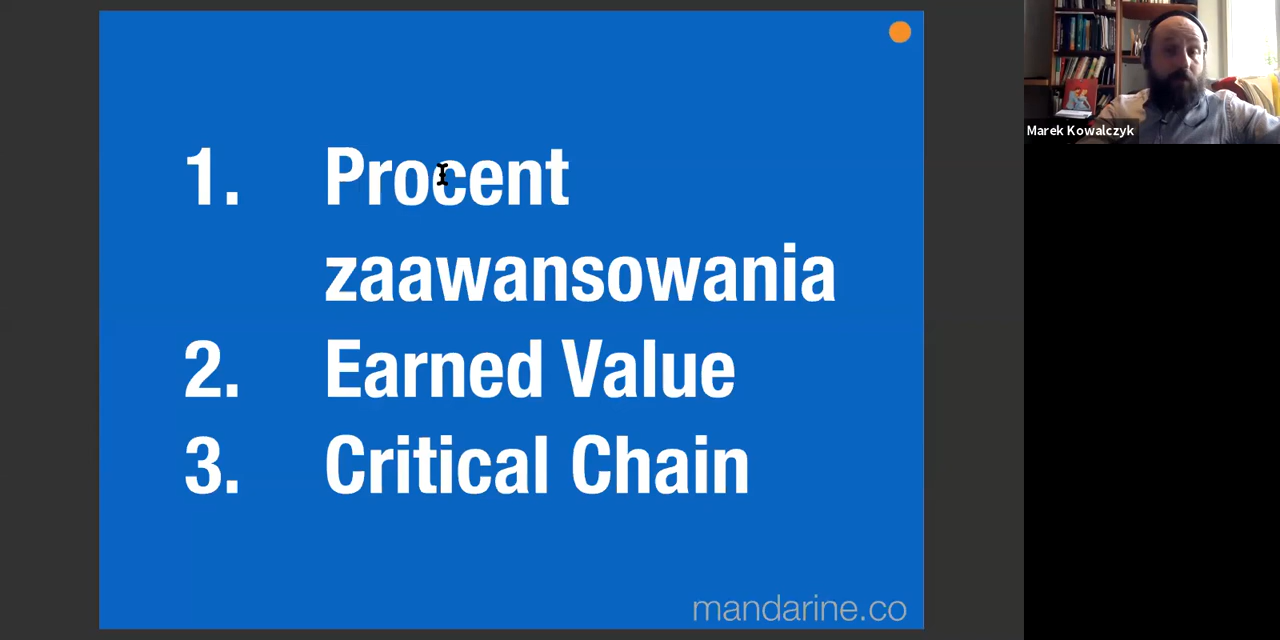 1. Procent
zaawansowania
2. Earned Value
3. Critical Chain
mandarine.co
Marek Kowalczyk